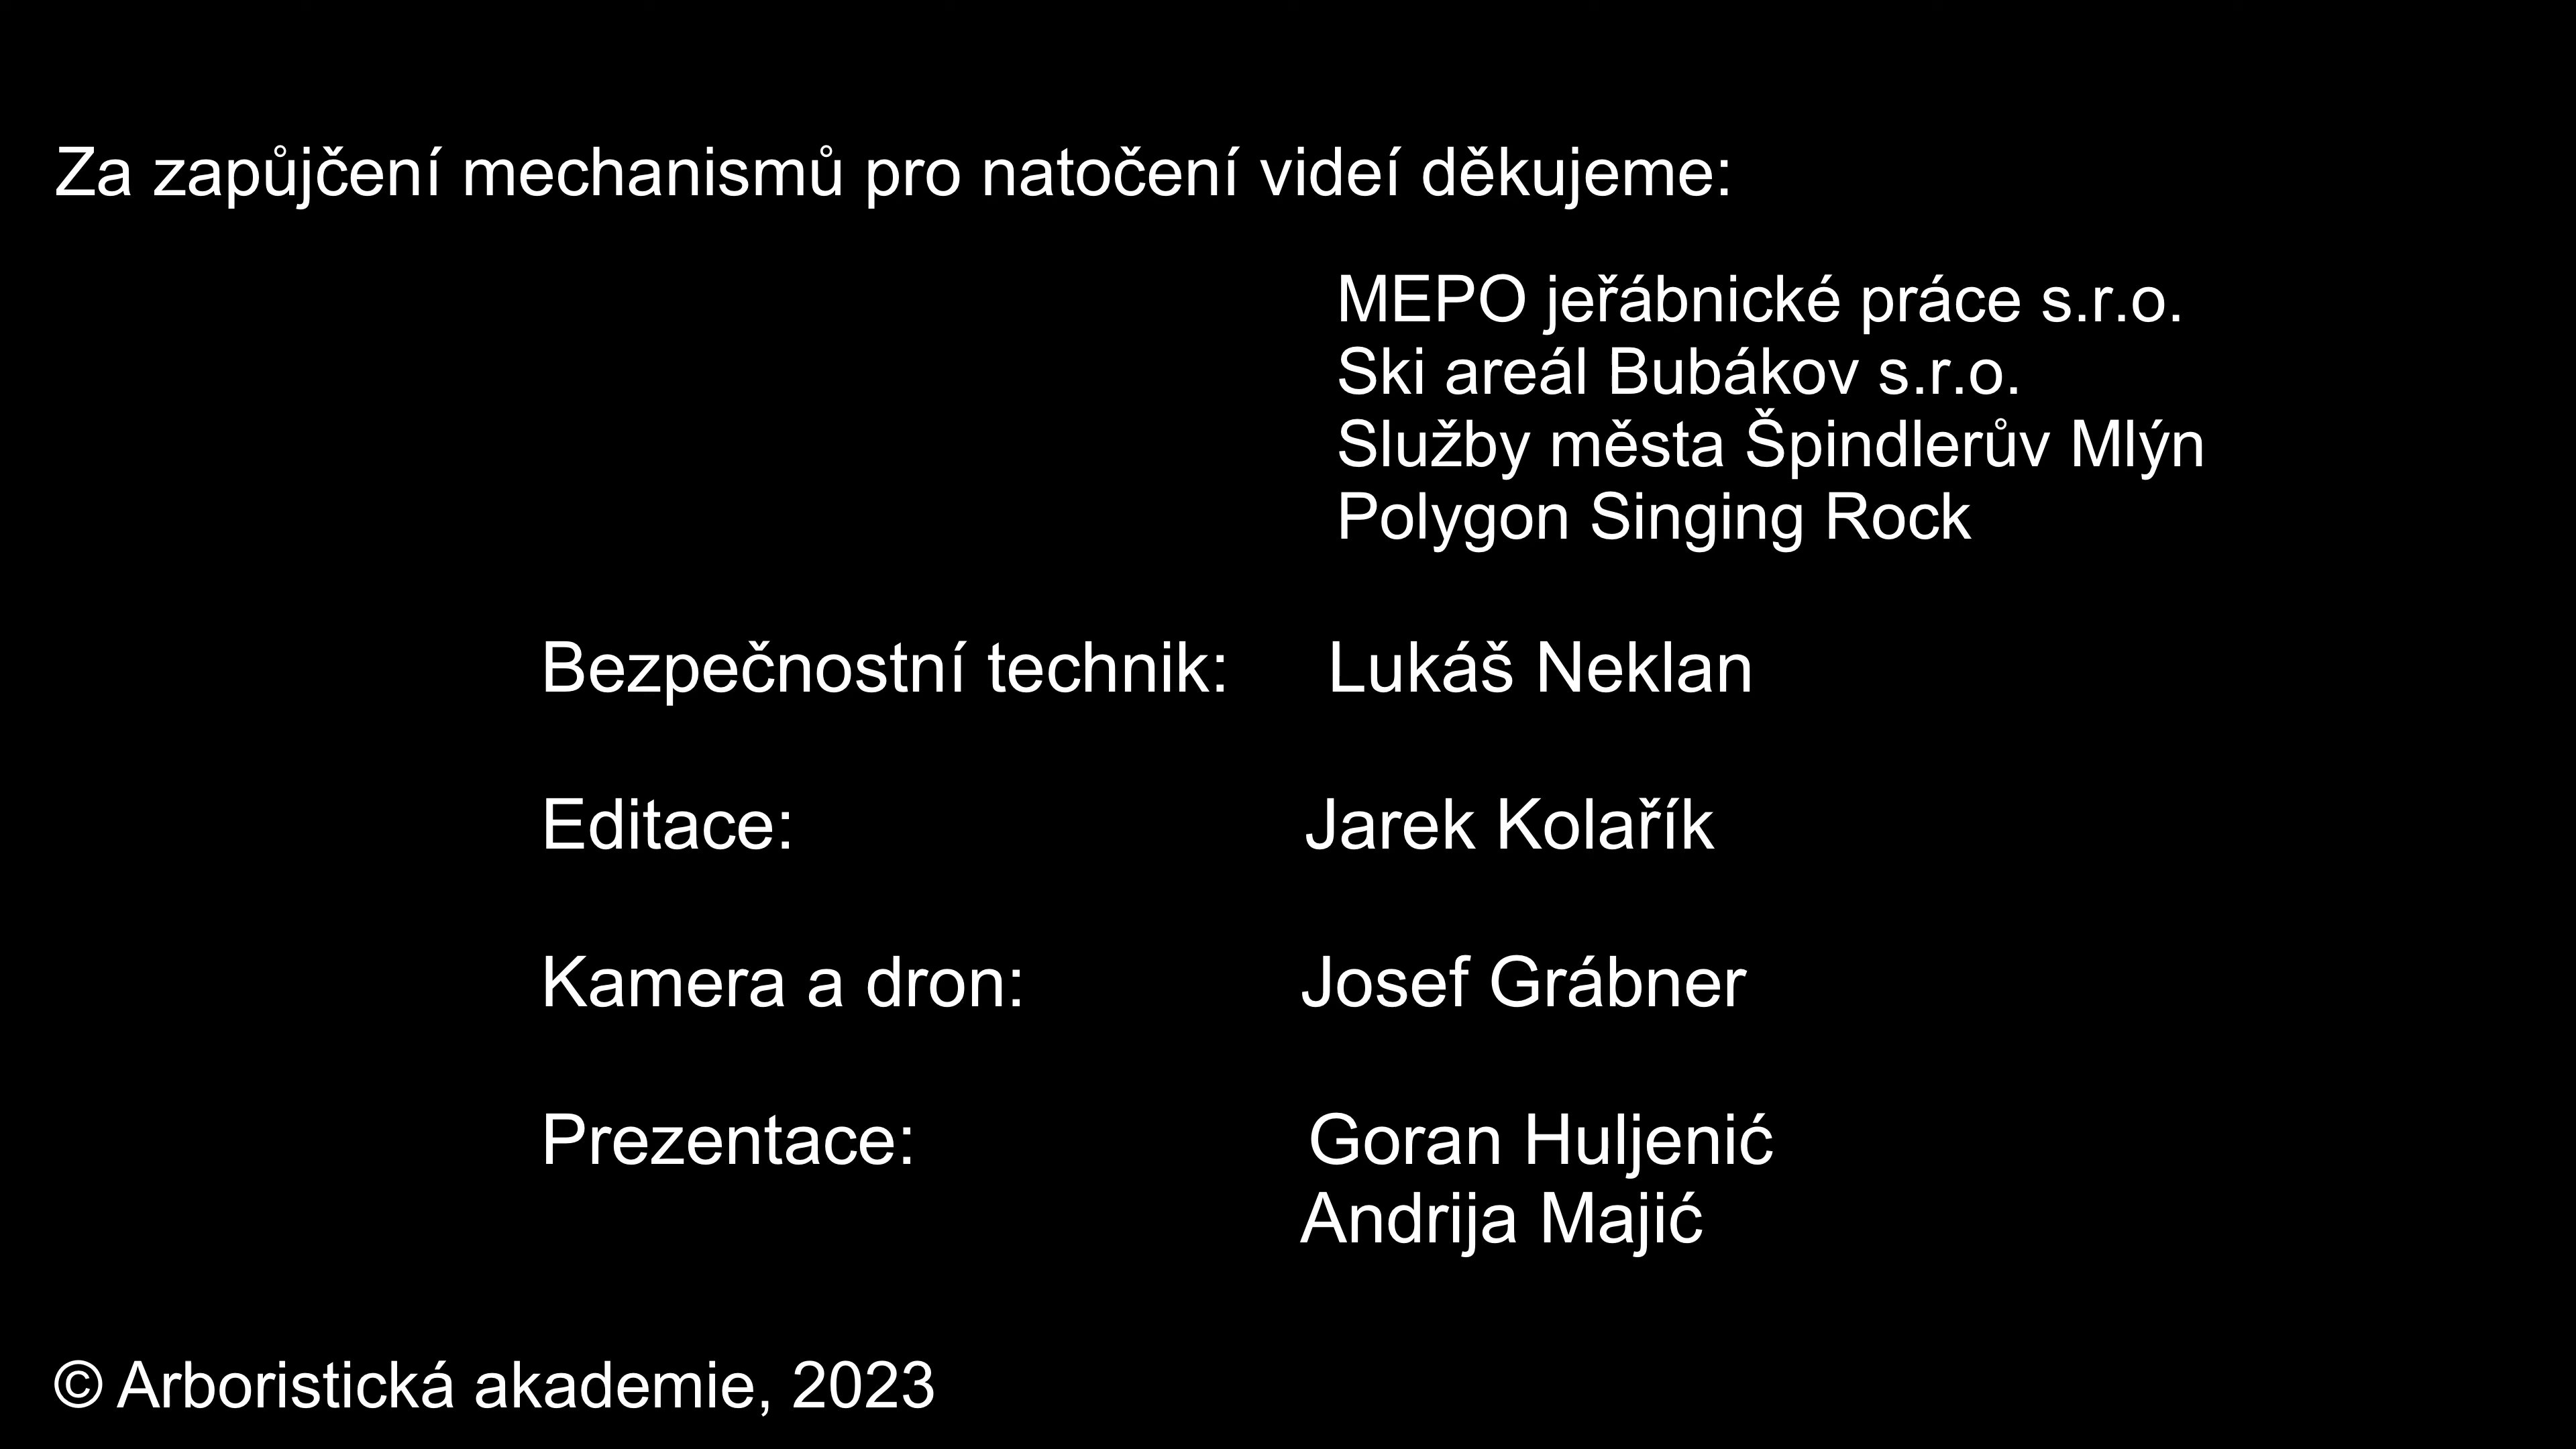 Za zapůjčení mechanismů pro natočení videí děkujeme:
MEPO jeřábnické práce s.r.o.
Ski areál Bubákov s.r.o.
Služby města Špindlerův Mlýn
Polygon Singing Rock
Bezpečnostní technik: Lukáš Neklan
Editace: Jarek Kolařík
Kamera a dron: Josef Grábner
Prezentace: Goran Huljenić
Andrija Majić
© Arboristická akademie, 2023